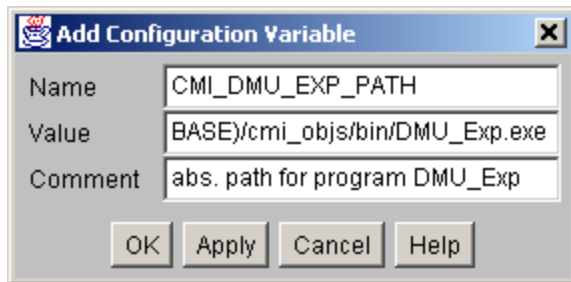 Add Configuration Variable
Name CMI_DMU_EXP_PATH
Value BASE)/cmi_objs/bin/DMU_Exp.exe
Comment abs. path for program DMU_Exp
OK Apply Cancel Help